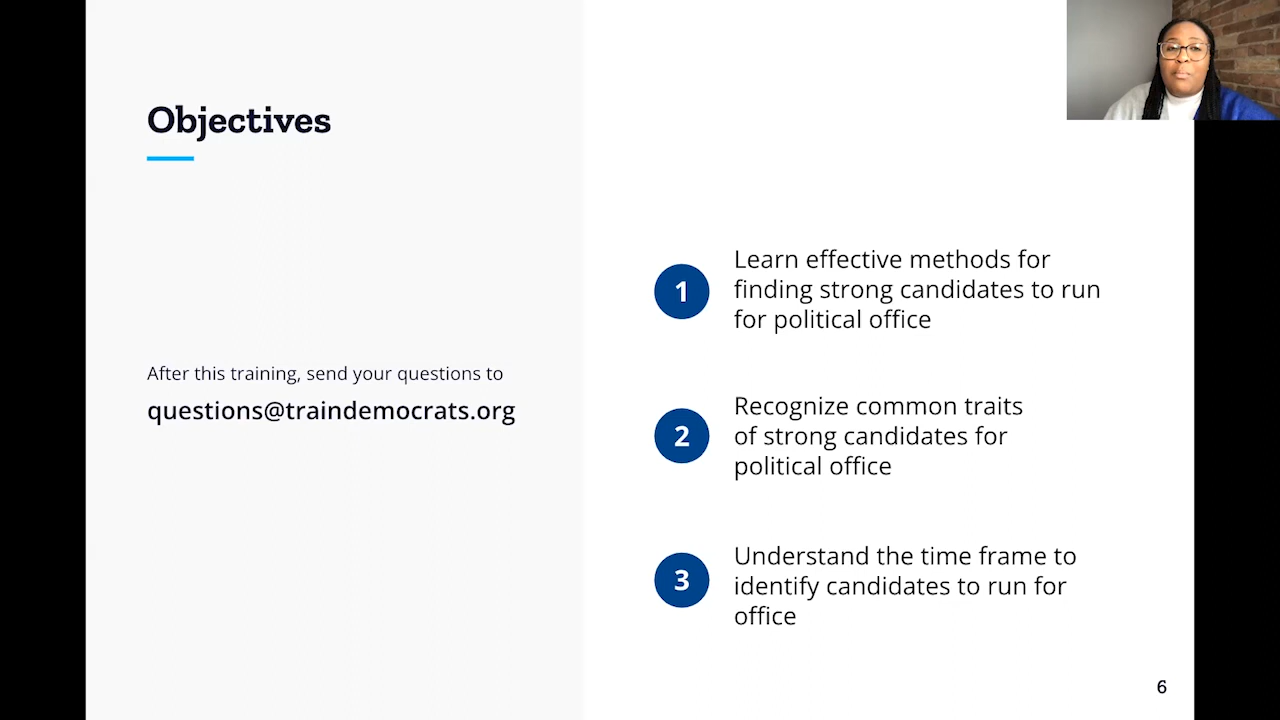 Objectives
After this training, send your questions to
questions@traindemocrats.org
1
Learn effective methods for
finding strong candidates to run
for political office
2
Recognize common traits
of strong candidates for
political office
3
Understand the time frame to
identify candidates to run for
office
6